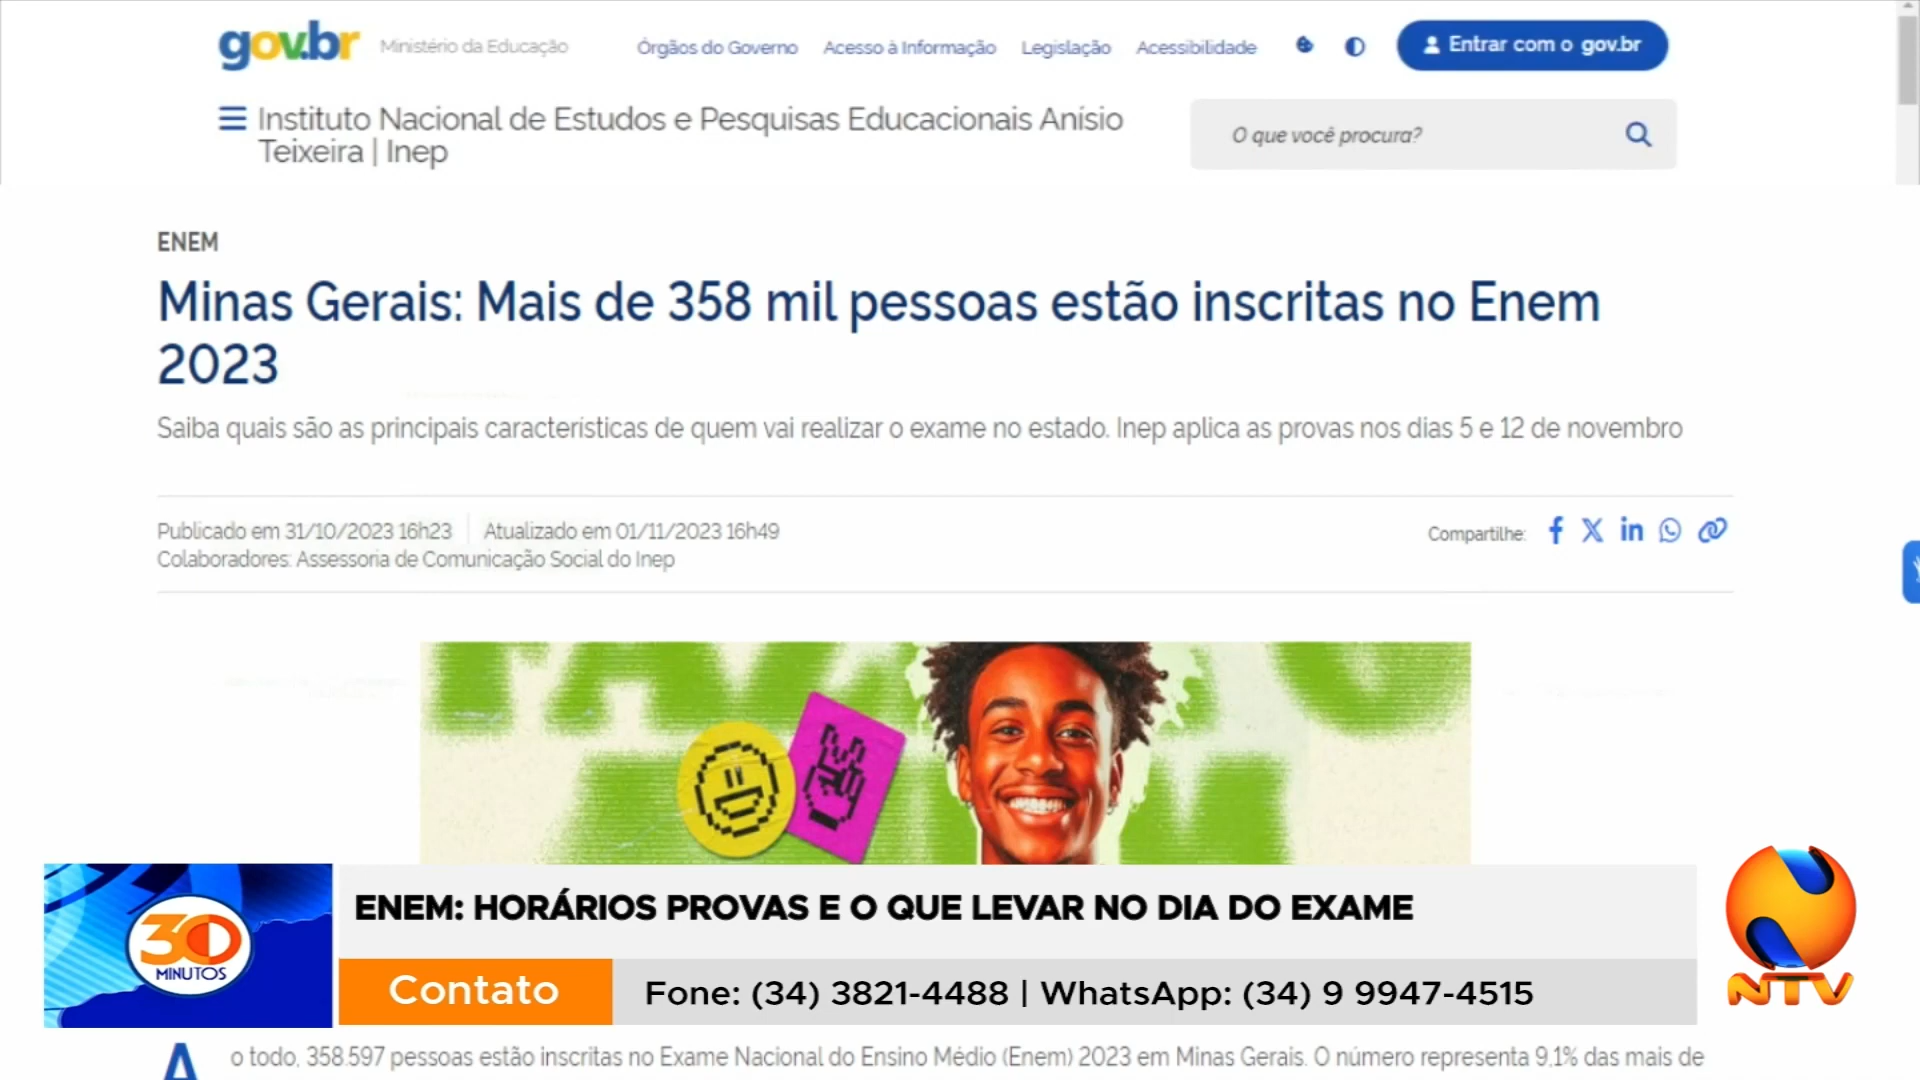 gov.br Ministério da Educação Órgãos do Governo Acesso à Informação Legislação Acessibilidade Entrar com o gov.br
Instituto Nacional de Estudos e Pesquisas Educacionais Anísio
Teixeira | Inep
O que você procura?
ENEM
Minas Gerais: Mais de 358 mil pessoas estão inscritas no Enem
2023
Saiba quais são as principais características de quem vai realizar o exame no estado. Inep aplica as provas nos dias 5 e 12 de novembro
Publicado em 31/10/2023 16h23 Atualizado em 01/11/2023 16h49
Colaboradores: Assessoria de Comunicação Social do Inep
Compartilhe:
30
MINUTOS
ENEM: HORÁRIOS PROVAS E O QUE LEVAR NO DIA DO EXAME
Contato
Fone: (34) 3821-4488 | WhatsApp: (34) 9 9947-4515
NTV
Ao todo, 358.597 pessoas estão inscritas no Exame Nacional do Ensino Médio (Enem) 2023 em Minas Gerais. O número representa 9,1% das mais de